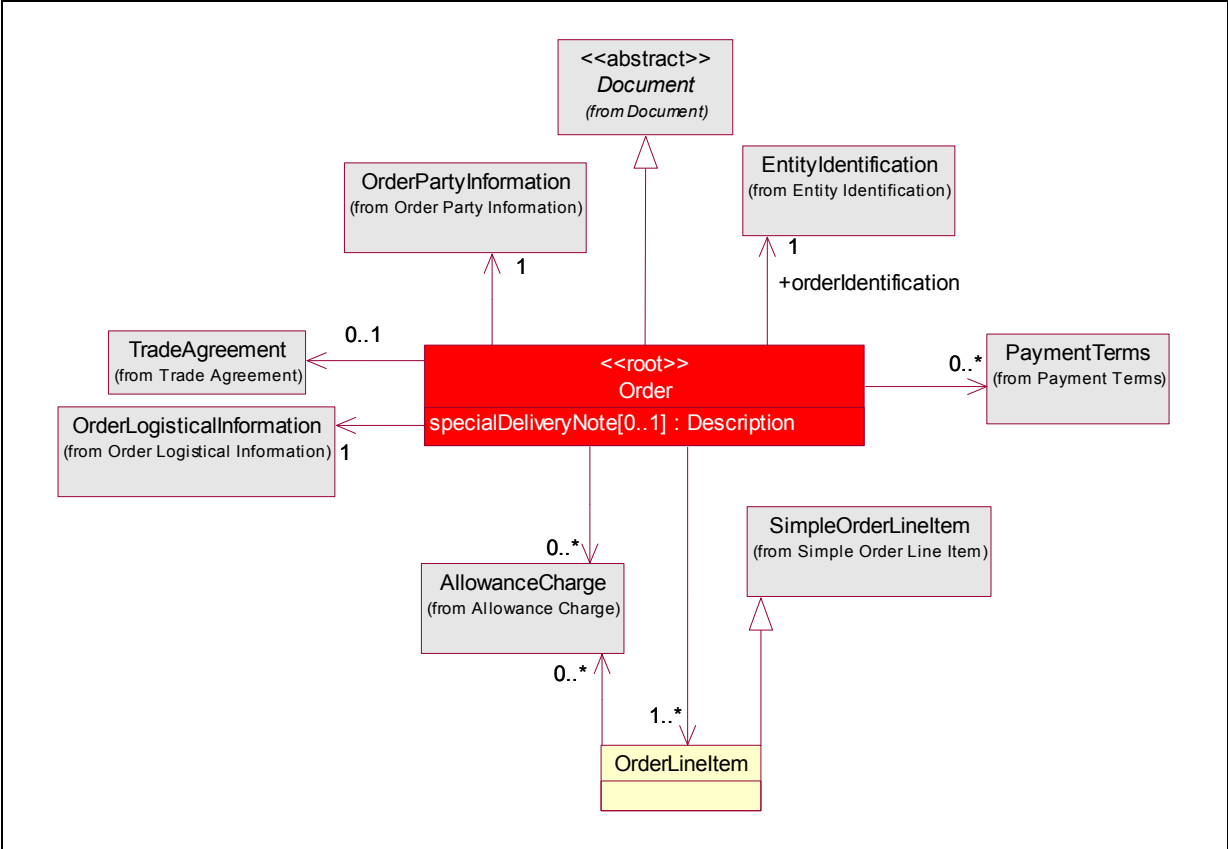 <<abstract>>
Document
(from Document)
EntityIdentification
(from Entity Identification)
OrderPartyInformation
(from Order Party Information)
1
1
+orderIdentification
0..1
TradeAgreement
(from Trade Agreement)
<<root>>
Order
specialDeliveryNote[0..1] : Description
0..*
PaymentTerms
(from Payment Terms)
OrderLogisticalInformation
(from Order Logistical Information)
1
SimpleOrderLineItem
(from Simple Order Line Item)
0..*
AllowanceCharge
(from Allowance Charge)
0..*
1..*
OrderLineItem